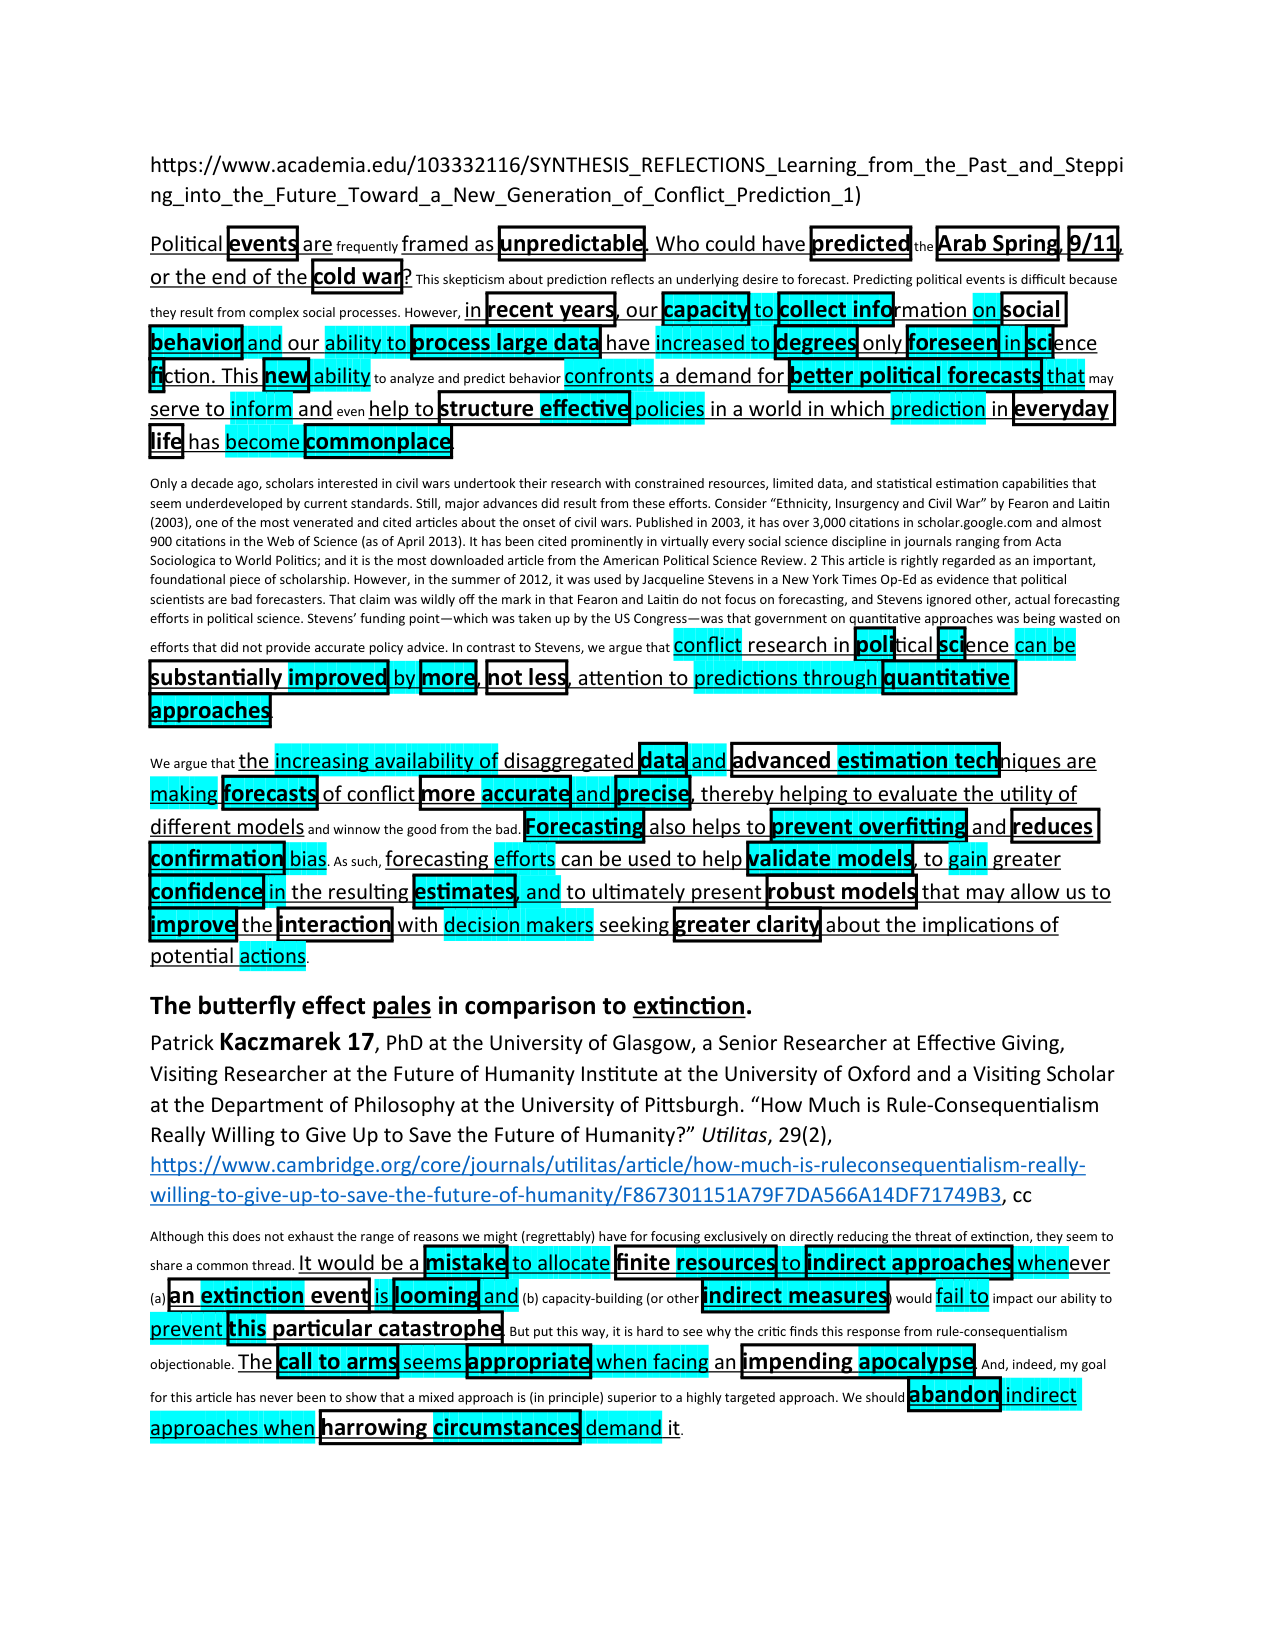 https://www.academia.edu/103332116/SYNTHESIS_REFLECTIONS_Learning_from_the_Past_and_Steppi
ng_into_the_Future_Toward_a_New_Generation_of_Conflict_Prediction_1)
Political events are frequently framed as unpredictable. Who could have predicted the Arab Spring, 9/11,
or the end of the cold war? This skepticism about prediction reflects an underlying desire to forecast. Predicting political events is difficult because
they result from complex social processes. However, in recent years, our capacity to collect information on social
behavior and our ability to process large data have increased to degrees only foreseen in science
fiction. This new ability to analyze and predict behavior confronts a demand for better political forecasts that may
serve to inform and even help to structure effective policies in a world in which prediction in everyday
life has become commonplace.
Only a decade ago, scholars interested in civil wars undertook their research with constrained resources, limited data, and statistical estimation capabilities that
seem underdeveloped by current standards. Still, major advances did result from these efforts. Consider “Ethnicity, Insurgency and Civil War” by Fearon and Laitin
(2003), one of the most venerated and cited articles about the onset of civil wars. Published in 2003, it has over 3,000 citations in scholar.google.com and almost
900 citations in the Web of Science (as of April 2013). It has been cited prominently in virtually every social science discipline in journals ranging from Acta
Sociologica to World Politics; and it is the most downloaded article from the American Political Science Review. 2 This article is rightly regarded as an important,
foundational piece of scholarship. However, in the summer of 2012, it was used by Jacqueline Stevens in a New York Times Op-Ed as evidence that political
scientists are bad forecasters. That claim was wildly off the mark in that Fearon and Laitin do not focus on forecasting, and Stevens ignored other, actual forecasting
efforts in political science. Stevens’ funding point—which was taken up by the US Congress—was that government on quantitative approaches was being wasted on
efforts that did not provide accurate policy advice. In contrast to Stevens, we argue that conflict research in political science can be
substantially improved by more, not less, attention to predictions through quantitative
approaches.
We argue that the increasing availability of disaggregated data and advanced estimation techniques are
making forecasts of conflict more accurate and precise, thereby helping to evaluate the utility of
different models and winnow the good from the bad. Forecasting also helps to prevent overfitting and reduces
confirmation bias. As such, forecasting efforts can be used to help validate models, to gain greater
confidence in the resulting estimates, and to ultimately present robust models that may allow us to
improve the interaction with decision makers seeking greater clarity about the implications of
potential actions.
The butterfly effect pales in comparison to extinction.
Patrick Kaczmarek 17, PhD at the University of Glasgow, a Senior Researcher at Effective Giving,
Visiting Researcher at the Future of Humanity Institute at the University of Oxford and a Visiting Scholar
at the Department of Philosophy at the University of Pittsburgh. “How Much is Rule-Consequentialism
Really Willing to Give Up to Save the Future of Humanity?” Utilitas, 29(2),
https://www.cambridge.org/core/journals/utilitas/article/how-much-is-ruleconsequentialism-really-
willing-to-give-up-to-save-the-future-of-humanity/F867301151A79F7DA566A14DF71749B3, cc
Although this does not exhaust the range of reasons we might (regrettably) have for focusing exclusively on directly reducing the threat of extinction, they seem to
share a common thread. It would be a mistake to allocate finite resources to indirect approaches whenever
(a) an extinction event is looming and (b) capacity-building (or other indirect measures) would fail to impact our ability to
prevent this particular catastrophe. But put this way, it is hard to see why the critic finds this response from rule-consequentialism
objectionable. The call to arms seems appropriate when facing an impending apocalypse. And, indeed, my goal
for this article has never been to show that a mixed approach is (in principle) superior to a highly targeted approach. We should abandon indirect
approaches when harrowing circumstances demand it.